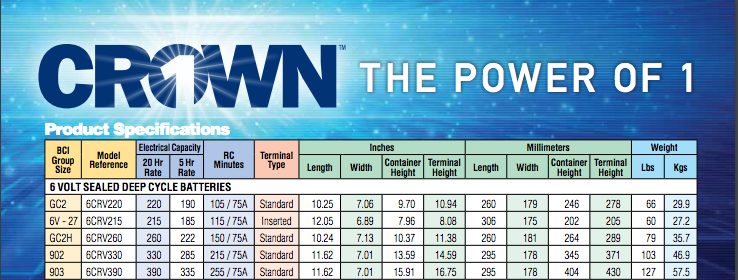 CROWN™ THE POWER OF 1
Product Specifications
BCI Group Size Model Reference Electrical Capacity 20 Hr Rate 5 Hr Rate RC Minutes Terminal Type Inches Length Width Container Height Terminal Height Millimeters Length Width Container Height Terminal Height Weight Lbs Kgs
6 VOLT SEALED DEEP CYCLE BATTERIES
GC2 6CRV220 220 190 105 / 75A Standard 10.25 7.06 9.70 10.94 260 179 246 278 66 29.9
6V - 27 6CRV215 215 185 115 / 75A Inserted 12.05 6.89 7.96 8.08 306 175 202 205 60 27.2
GC2H 6CRV260 260 222 150 / 75A Standard 10.24 7.13 10.37 11.38 260 181 264 289 79 35.7
902 6CRV330 330 285 215 / 75A Standard 11.62 7.01 13.59 14.59 295 178 345 371 103 46.9
903 6CRV390 390 335 255 / 75A Standard 11.62 7.01 15.91 16.75 295 178 404 430 127 57.5